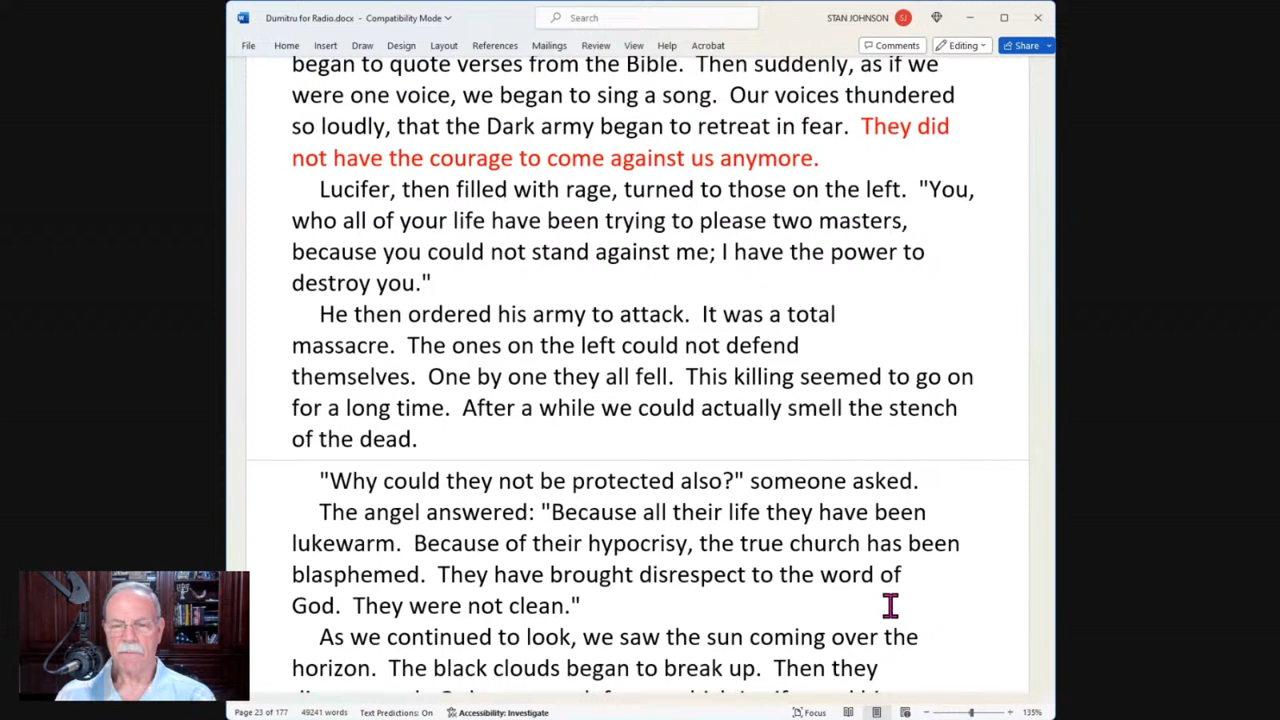 Dumitru for Radio.docx - Compatibility Mode
Search
STAN JOHNSON
SJ
File Home Insert Draw Design Layout References Mailings Review View Help Acrobat
Comments
Editing
Share
began to quote verses from the Bible. Then suddenly, as if we
were one voice, we began to sing a song. Our voices thundered
so loudly, that the Dark army began to retreat in fear. They did
not have the courage to come against us anymore.
Lucifer, then filled with rage, turned to those on the left. "You,
who all of your life have been trying to please two masters,
because you could not stand against me; I have the power to
destroy you."
He then ordered his army to attack. It was a total
massacre. The ones on the left could not defend
themselves. One by one they all fell. This killing seemed to go on
for a long time. After a while we could actually smell the stench
of the dead.
"Why could they not be protected also?" someone asked.
The angel answered: "Because all their life they have been
lukewarm. Because of their hypocrisy, the true church has been
blasphemed. They have brought disrespect to the word of
God. They were not clean."
As we continued to look, we saw the sun coming over the
horizon. The black clouds began to break up. Then they
Page 23 of 177 49241 words Text Predictions: On Accessibility: Investigate Focus 135%